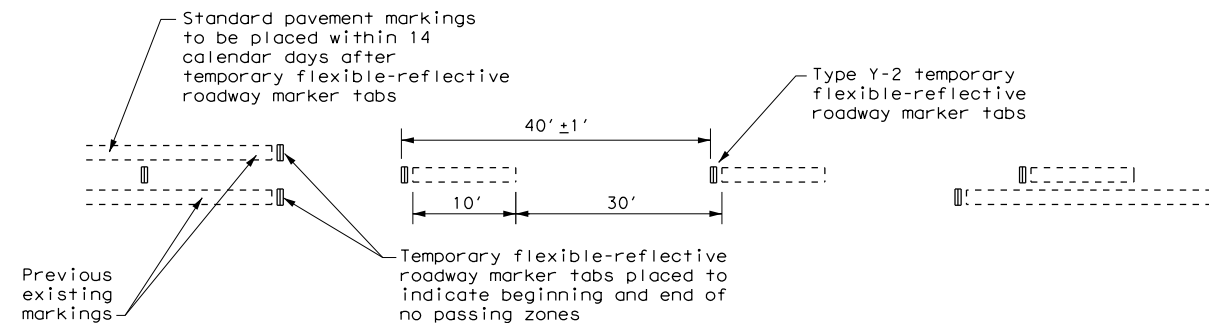 Standard pavement markings
to be placed within 14
calendar days after
temporary flexible-reflective
roadway marker tabs
Type Y-2 temporary
flexible-reflective
roadway marker tabs
40' ±1'
10'
30'
Previous
existing
markings
Temporary flexible-reflective
roadway marker tabs placed to
indicate beginning and end of
no passing zones